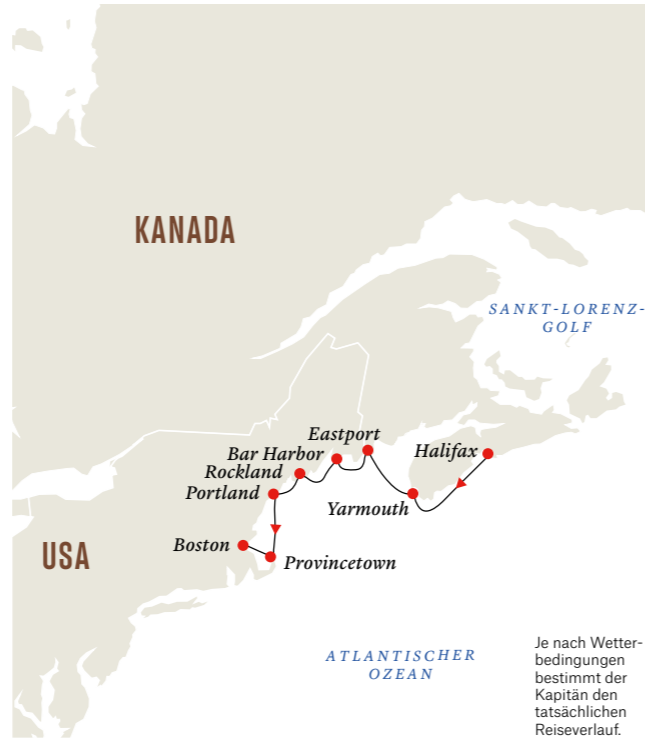 KANADA
SANKT-LORENZ-
GOLF
Eastport
Bar Harbor
Halifax
Rockland
Portland
Yarmouth
Boston
USA
Provincetown
ATLANTISCHER
OZEAN
Je nach Wetter-
bedingungen
bestimmt der
Kapitän den
tatsächlichen
Reiseverlauf.